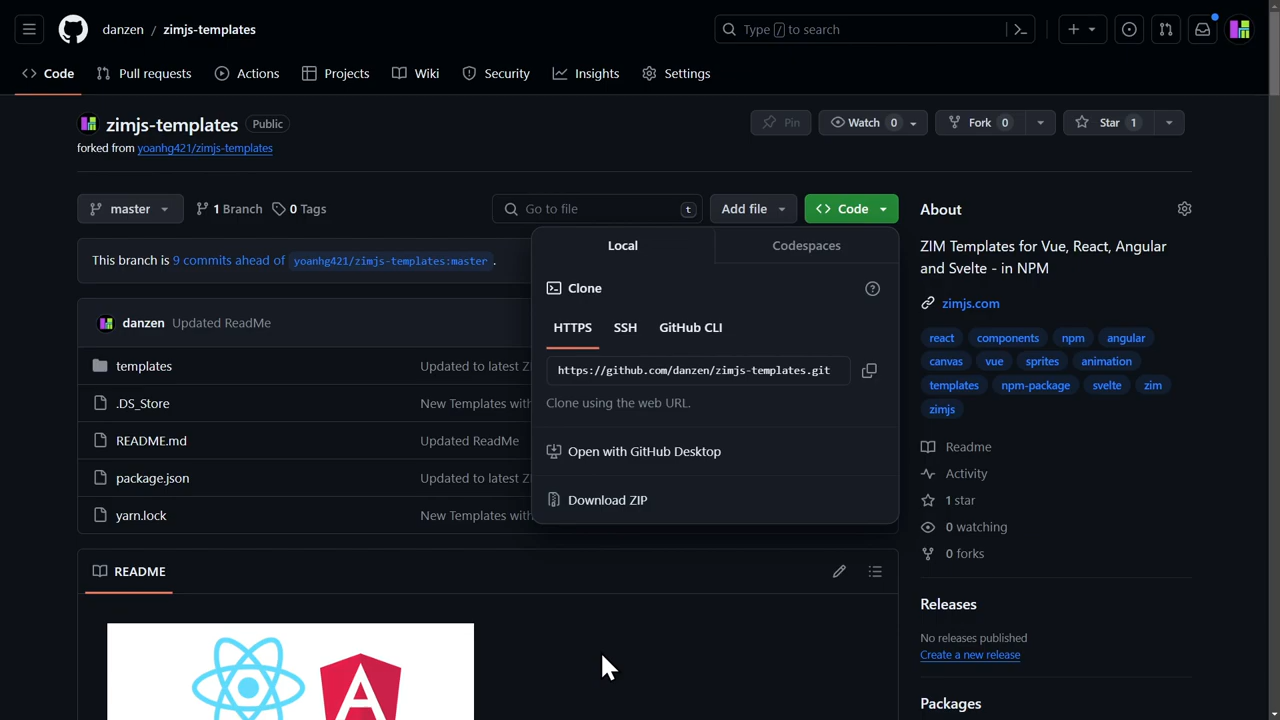 danzen / zimjs-templates
Type / to search
Code Pull requests Actions Projects Wiki Security Insights Settings
zimjs-templates Public
Pin Watch 0 Fork 0 Star 1
forked from yoanhg421/zimjs-templates
master 1 Branch 0 Tags Go to file t Add file Code
This branch is 9 commits ahead of yoanhg421/zimjs-templates:master .
danzen Updated ReadMe
templates Updated to latest ZI
.DS_Store New Templates with
README.md Updated ReadMe
package.json Updated to latest ZI
yarn.lock New Templates with
Local Codespaces
Clone
HTTPS SSH GitHub CLI
https://github.com/danzen/zimjs-templates.git
Clone using the web URL.
Open with GitHub Desktop
Download ZIP
README
A
About
ZIM Templates for Vue, React, Angular
and Svelte - in NPM
zimjs.com
react components npm angular
canvas vue sprites animation
templates npm-package svelte zim
zimjs
Readme
Activity
1 star
0 watching
0 forks
Releases
No releases published
Create a new release
Packages